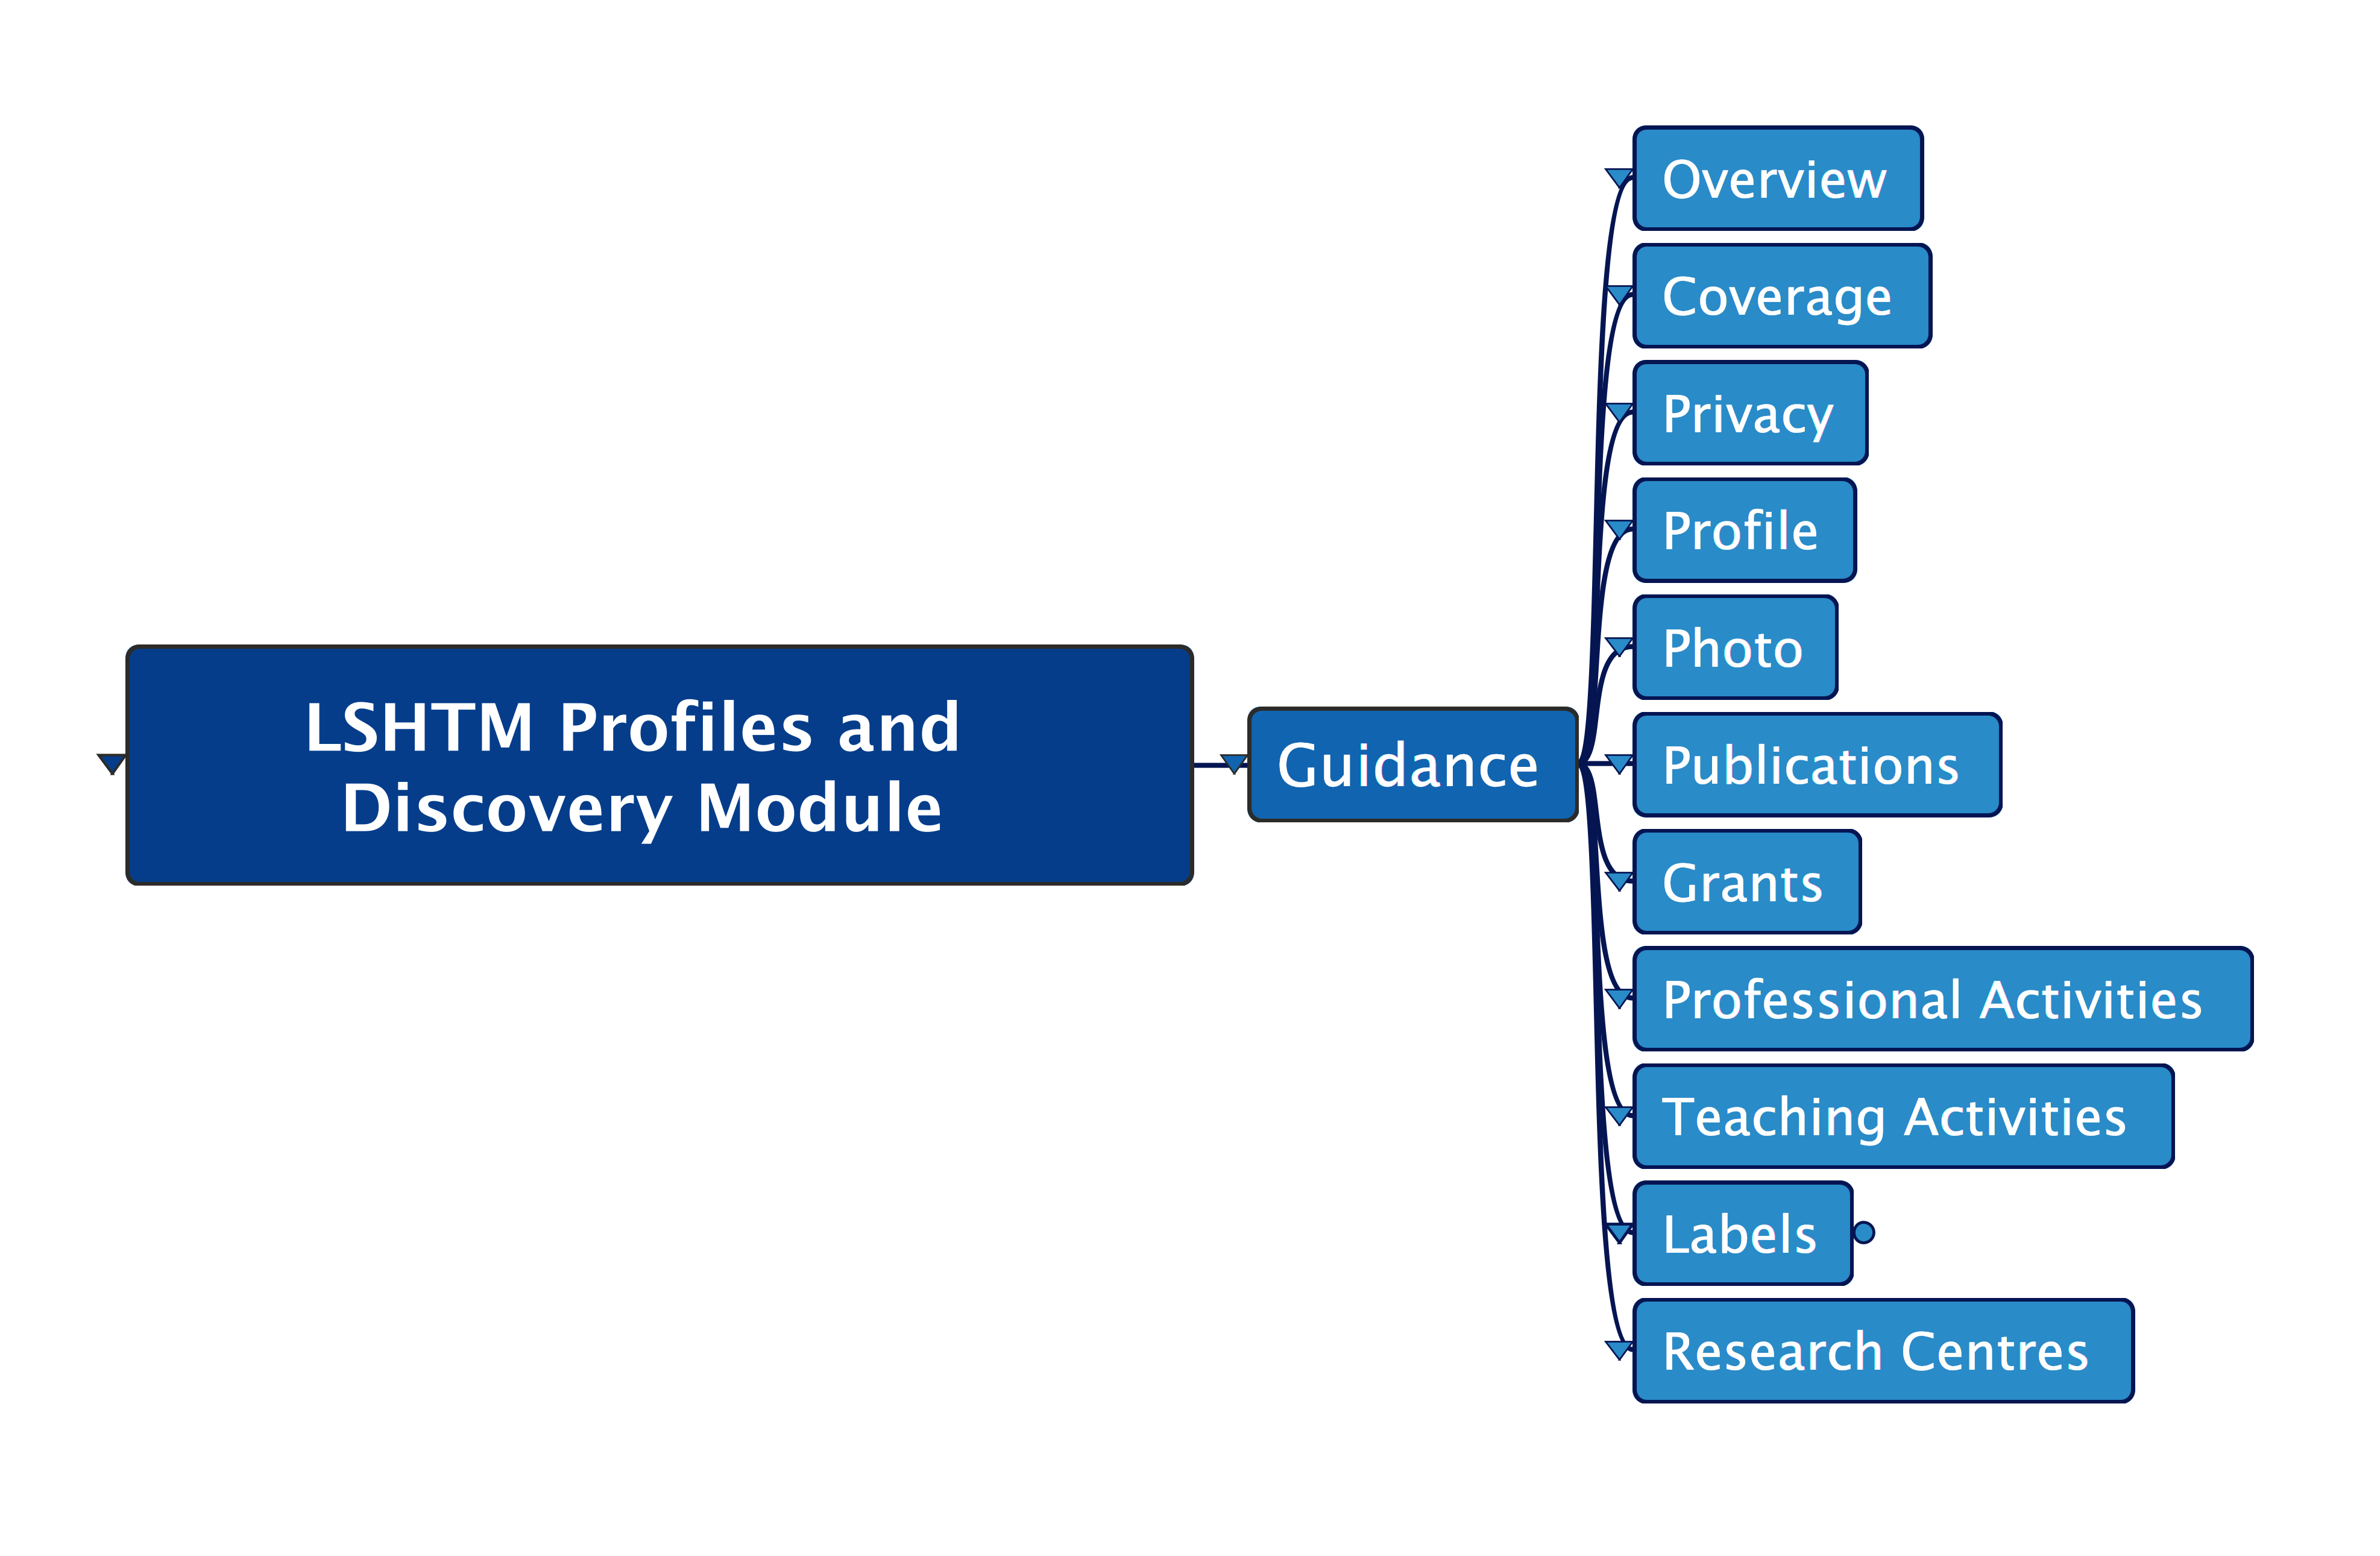 LSHTM Profiles and
Discovery Module
Guidance
Overview
Coverage
Privacy
Profile
Photo
Publications
Grants
Professional Activities
Teaching Activities
Labels
Research Centres